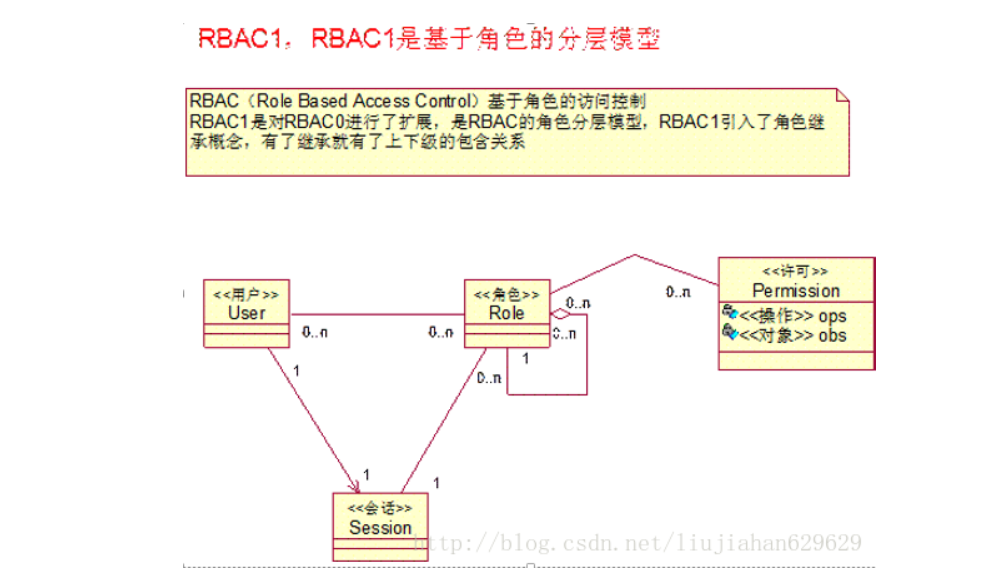 RBAC1，RBAC1是基于角色的分层模型
RBAC（Role Based Access Control）基于角色的访问控制
RBAC1是对RBAC0进行了扩展，是RBAC的角色分层模型，RBAC1引入了角色继
承概念，有了继承就有了上下级的包含关系
<<用户>>
User
0..n
0..n
<<角色>>
Role
0..n
0..n
0..n
1
0..n
<<许可>>
Permission
<<操作>> ops
<<对象>> obs
1
1
1
<<会话>>
Session
http://blog.csdn.net/liujiahan629629